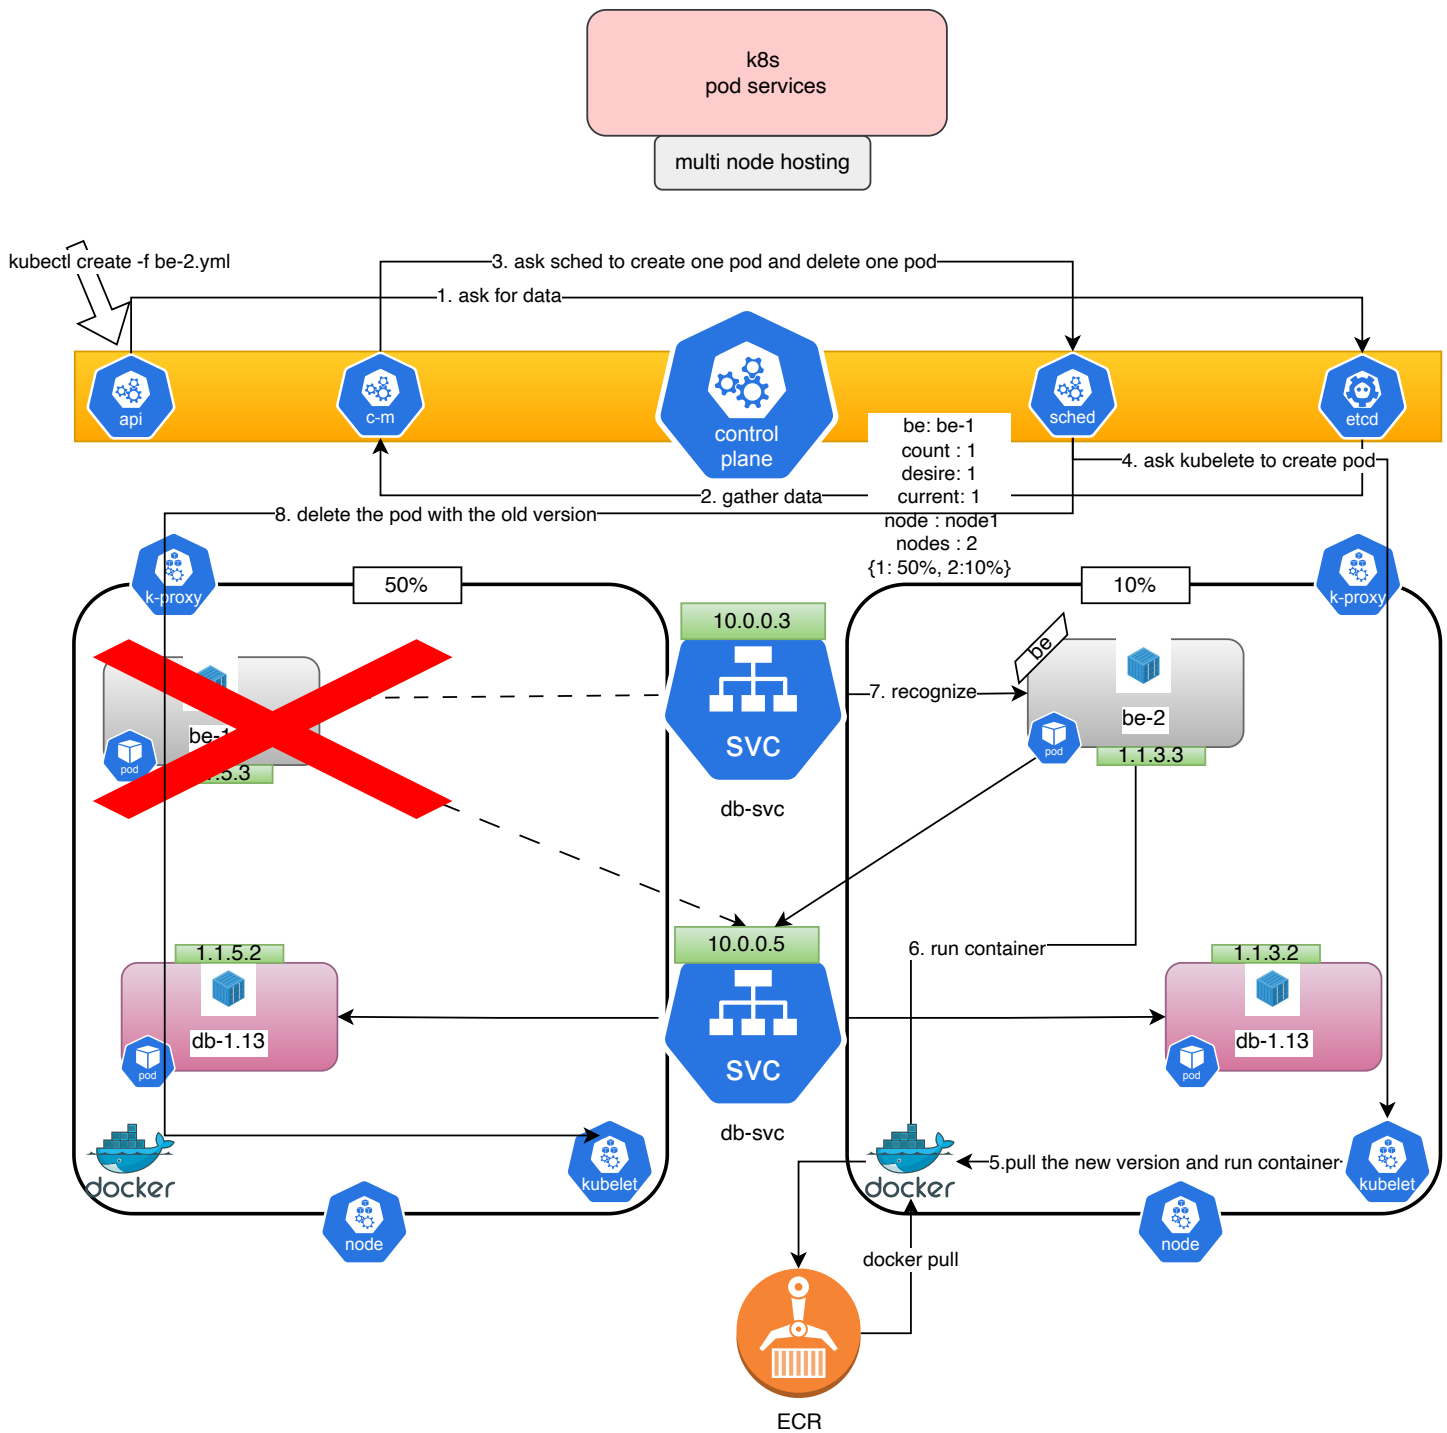 k8s
pod services
multi node hosting
kubectl create -f be-2.yml
3. ask sched to create one pod and delete one pod
1. ask for data
api
c-m
control
plane
sched
etcd
be: be-1
count : 1
desire: 1
current: 1
node : node1
nodes : 2
{1: 50%, 2:10%}
4. ask kubelete to create pod
2. gather data
8. delete the pod with the old version
k-proxy
50%
10%
k-proxy
10.0.0.3
svc
db-svc
be-1
pod
.5.3
7. recognize
be
be-2
pod
1.1.3.3
10.0.0.5
svc
db-svc
6. run container
1.1.5.2
db-1.13
pod
1.1.3.2
db-1.13
pod
docker
kubelet
node
docker
5.pull the new version and run container
kubelet
node
docker pull
ECR